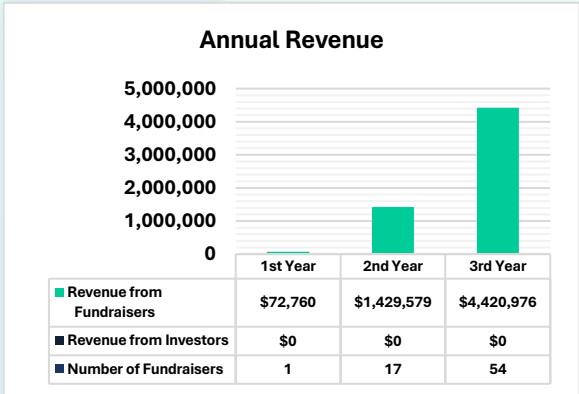 Annual Revenue
5,000,000
4,000,000
3,000,000
2,000,000
1,000,000
0
1st Year 2nd Year 3rd Year
Revenue from
Fundraisers $72,760 $1,429,579 $4,420,976
Revenue from Investors $0 $0 $0
Number of Fundraisers 1 17 54